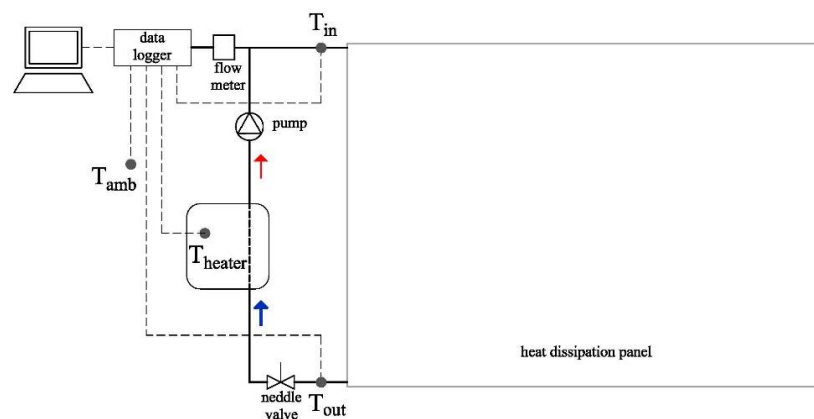 T_in
data
logger
flow
meter
pump
T_amb
T_heater
heat dissipation panel
neddle
valve
T_out